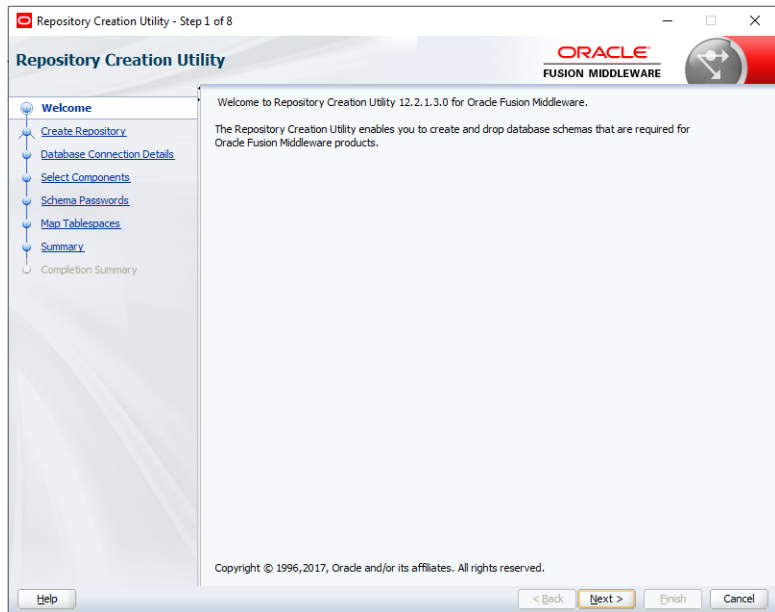 Repository Creation Utility - Step 1 of 8
Repository Creation Utility
ORACLE
FUSION MIDDLEWARE
Welcome
Create Repository
Database Connection Details
Select Components
Schema Passwords
Map Tablespaces
Summary
Completion Summary
Welcome to Repository Creation Utility 12.2.1.3.0 for Oracle Fusion Middleware.
The Repository Creation Utility enables you to create and drop database schemas that are required for
Oracle Fusion Middleware products.
Copyright © 1996,2017, Oracle and/or its affiliates. All rights reserved.
Help
< Back
Next >
Finish
Cancel